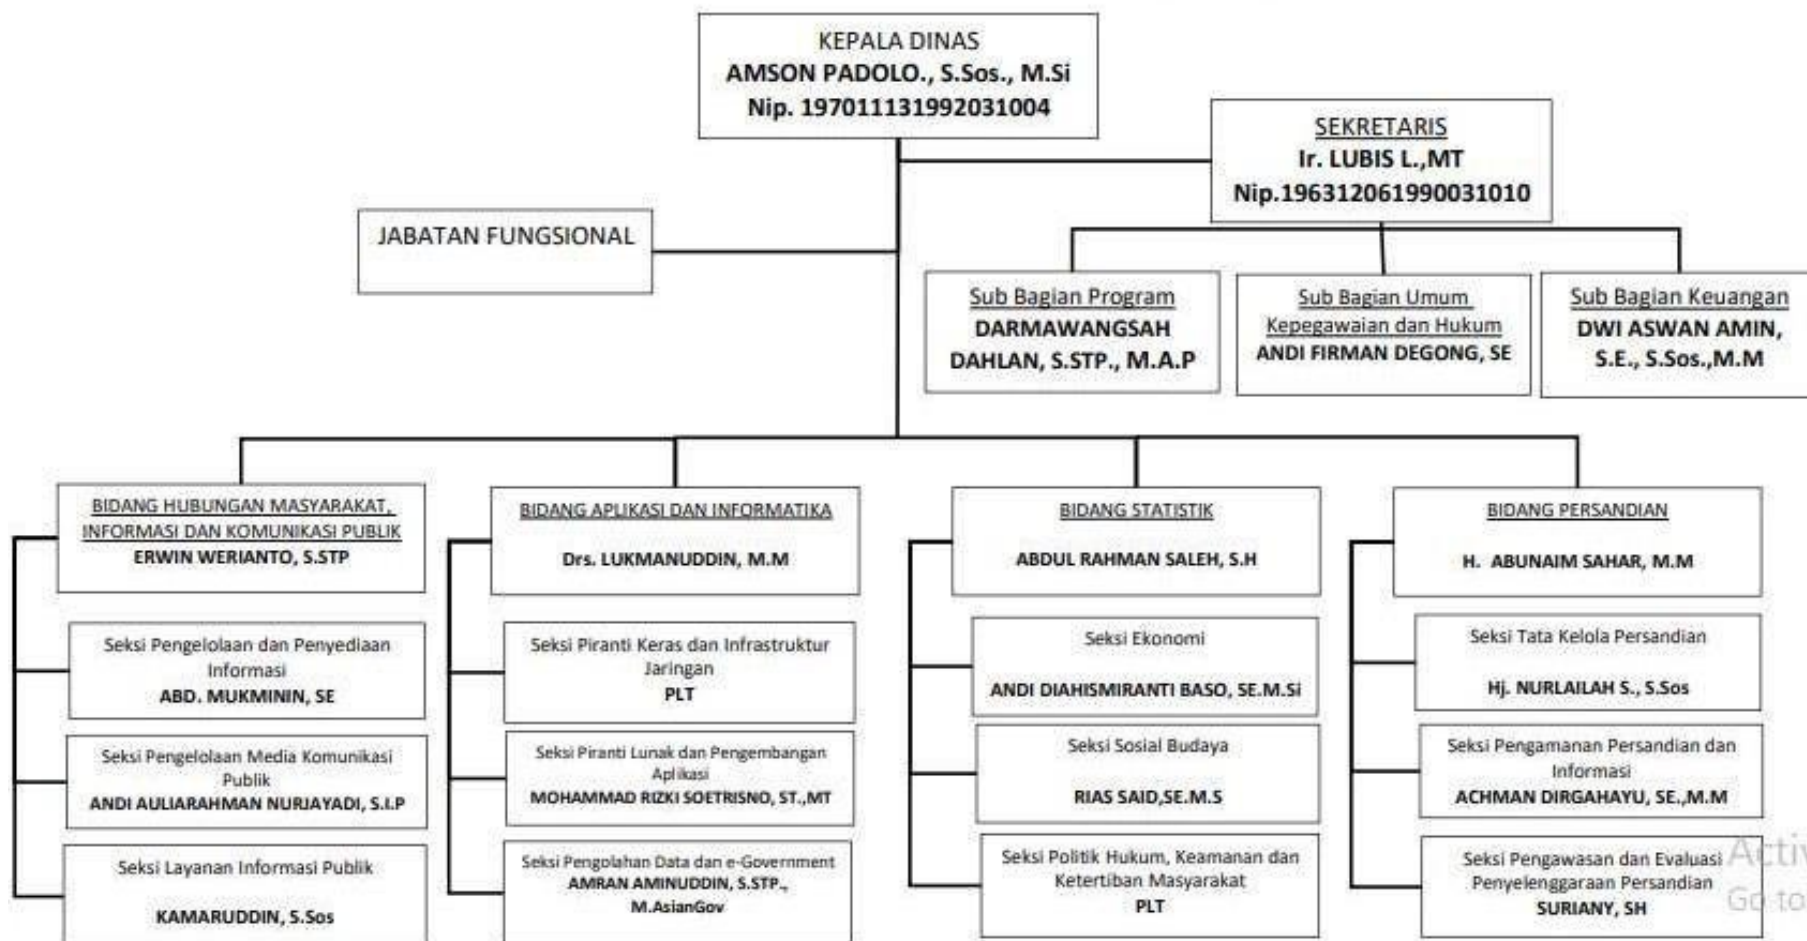 KEPALA DINAS
AMSON PADOLO., S.Sos., M.Si
Nip. 197011131992031004
SEKRETARIS
Ir. LUBIS L.,MT
Nip.196312061990031010
JABATAN FUNGSIONAL
Sub Bagian Program
DARMAWANGSAH
DAHLAN, S.STP., M.A.P
Sub Bagian Umum
Kepegawaian dan Hukum
ANDI FIRMAN DEGONG, SE
Sub Bagian Keuangan
DWI ASWAN AMIN,
S.E., S.Sos.,M.M
BIDANG HUBUNGAN MASYARAKAT,
INFORMASI DAN KOMUNIKASI PUBLIK
ERWIN WERIANTO, S.STP
Seksi Pengelolaan dan Penyediaan
Informasi
ABD. MUKMININ, SE
Seksi Pengelolaan Media Komunikasi
Publik
ANDI AULIARAHMAN NURJAYADI, S.I.P
Seksi Layanan Informasi Publik
KAMARUDDIN, S.Sos
BIDANG APLIKASI DAN INFORMATIKA
Drs. LUKMANUDDIN, M.M
Seksi Piranti Keras dan Infrastruktur
Jaringan
PLT
Seksi Piranti Lunak dan Pengembangan
Aplikasi
MOHAMMAD RIZKI SOETRISNO, ST.,MT
Seksi Pengolahan Data dan e-Government
AMRAN AMINUDDIN, S.STP.,
M.AsianGov
BIDANG STATISTIK
ABDUL RAHMAN SALEH, S.H
Seksi Ekonomi
ANDI DIAHISMIRANTI BASO, SE.M.Si
Seksi Sosial Budaya
RIAS SAID,SE.M.S
Seksi Politik Hukum, Keamanan dan
Ketertiban Masyarakat
PLT
BIDANG PERSANDIAN
H. ABUNAIM SAHAR, M.M
Seksi Tata Kelola Persandian
Hj. NURLAILAH S., S.Sos
Seksi Pengamanan Persandian dan
Informasi
ACHMAN DIRGAHAYU, SE.,M.M
Seksi Pengawasan dan Evaluasi
Penyelenggaraan Persandian
SURIANY, SH
Go to